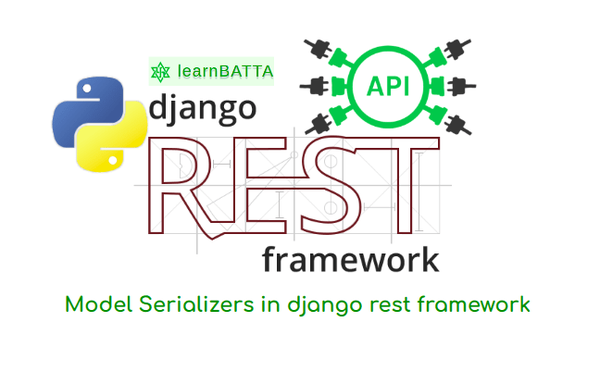 learnBATTA
django
API
REST
framework
Model Serializers in django rest framework